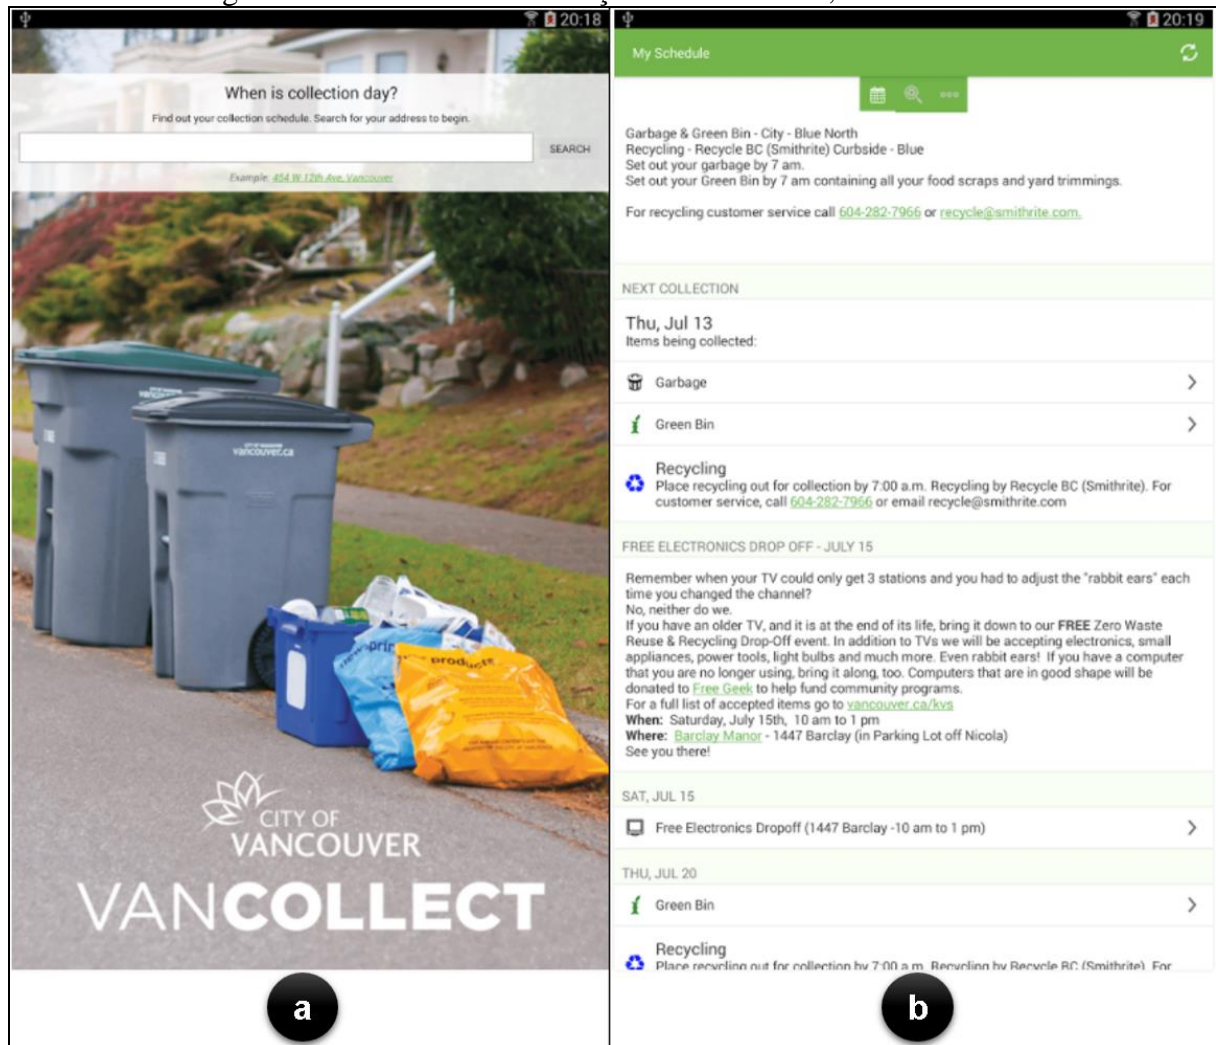 20:18
When is collection day?
Find out your collection schedule. Search for your address to begin.
SEARCH
Example: 454 W 12th Ave, Vancouver
vancouver.ca
CITY OF
VANCOUVER
VANCOLLECT
a
20:19
My Schedule
Garbage & Green Bin - City - Blue North
Recycling - Recycle BC (Smithrite) Curbside - Blue
Set out your garbage by 7 am.
Set out your Green Bin by 7 am containing all your food scraps and yard trimmings.
For recycling customer service call 604-282-7966 or recycle@smithrite.com.
NEXT COLLECTION
Thu, Jul 13
Items being collected:
Garbage
Green Bin
Recycling
Place recycling out for collection by 7:00 a.m. Recycling by Recycle BC (Smithrite). For
customer service, call 604-282-7966 or email recycle@smithrite.com
FREE ELECTRONICS DROP OFF - JULY 15
Remember when your TV could only get 3 stations and you had to adjust the "rabbit ears" each
time you changed the channel?
No, neither do we.
If you have an older TV, and it is at the end of its life, bring it down to our FREE Zero Waste
Reuse & Recycling Drop-Off event. In addition to TVs we will be accepting electronics, small
appliances, power tools, light bulbs and much more. Even rabbit ears! If you have a computer
that you are no longer using, bring it along, too. Computers that are in good shape will be
donated to Free Geek to help fund community programs.
For a full list of accepted items go to vancouver.ca/kvs
When: Saturday, July 15th, 10 am to 1 pm
Where: Barclay Manor - 1447 Barclay (in Parking Lot off Nicola)
See you there!
SAT, JUL 15
Free Electronics Dropoff (1447 Barclay -10 am to 1 pm)
THU, JUL 20
Green Bin
Recycling
Place recycling out for collection by 7:00 a.m. Recycling by Recycle BC (Smithrite). For
b